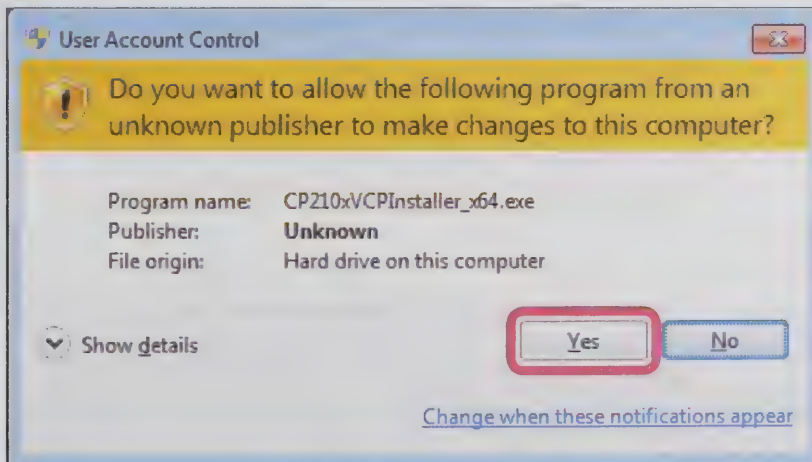 User Account Control
Do you want to allow the following program from an
unknown publisher to make changes to this computer?
Program name: CP210xVCPInstaller_x64.exe
Publisher: Unknown
File origin: Hard drive on this computer
Show details
Yes No
Change when these notifications appear